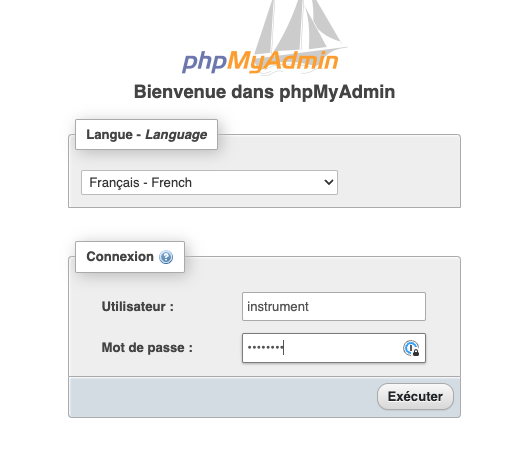 phpMyAdmin
Bienvenue dans phpMyAdmin
Langue - Language
Français - French
Connexion
Utilisateur :
instrument
Mot de passe :
••••••••
Exécuter